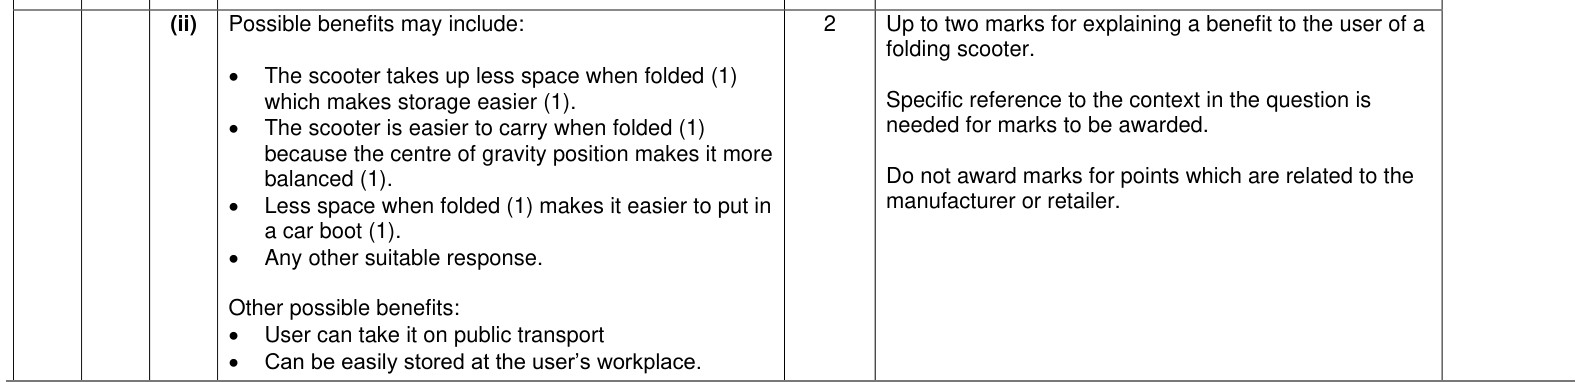 (ii)
Possible benefits may include:
• The scooter takes up less space when folded (1)
which makes storage easier (1).
• The scooter is easier to carry when folded (1)
because the centre of gravity position makes it more
balanced (1).
• Less space when folded (1) makes it easier to put in
a car boot (1).
• Any other suitable response.
Other possible benefits:
• User can take it on public transport
• Can be easily stored at the user’s workplace.
2
Up to two marks for explaining a benefit to the user of a
folding scooter.
Specific reference to the context in the question is
needed for marks to be awarded.
Do not award marks for points which are related to the
manufacturer or retailer.